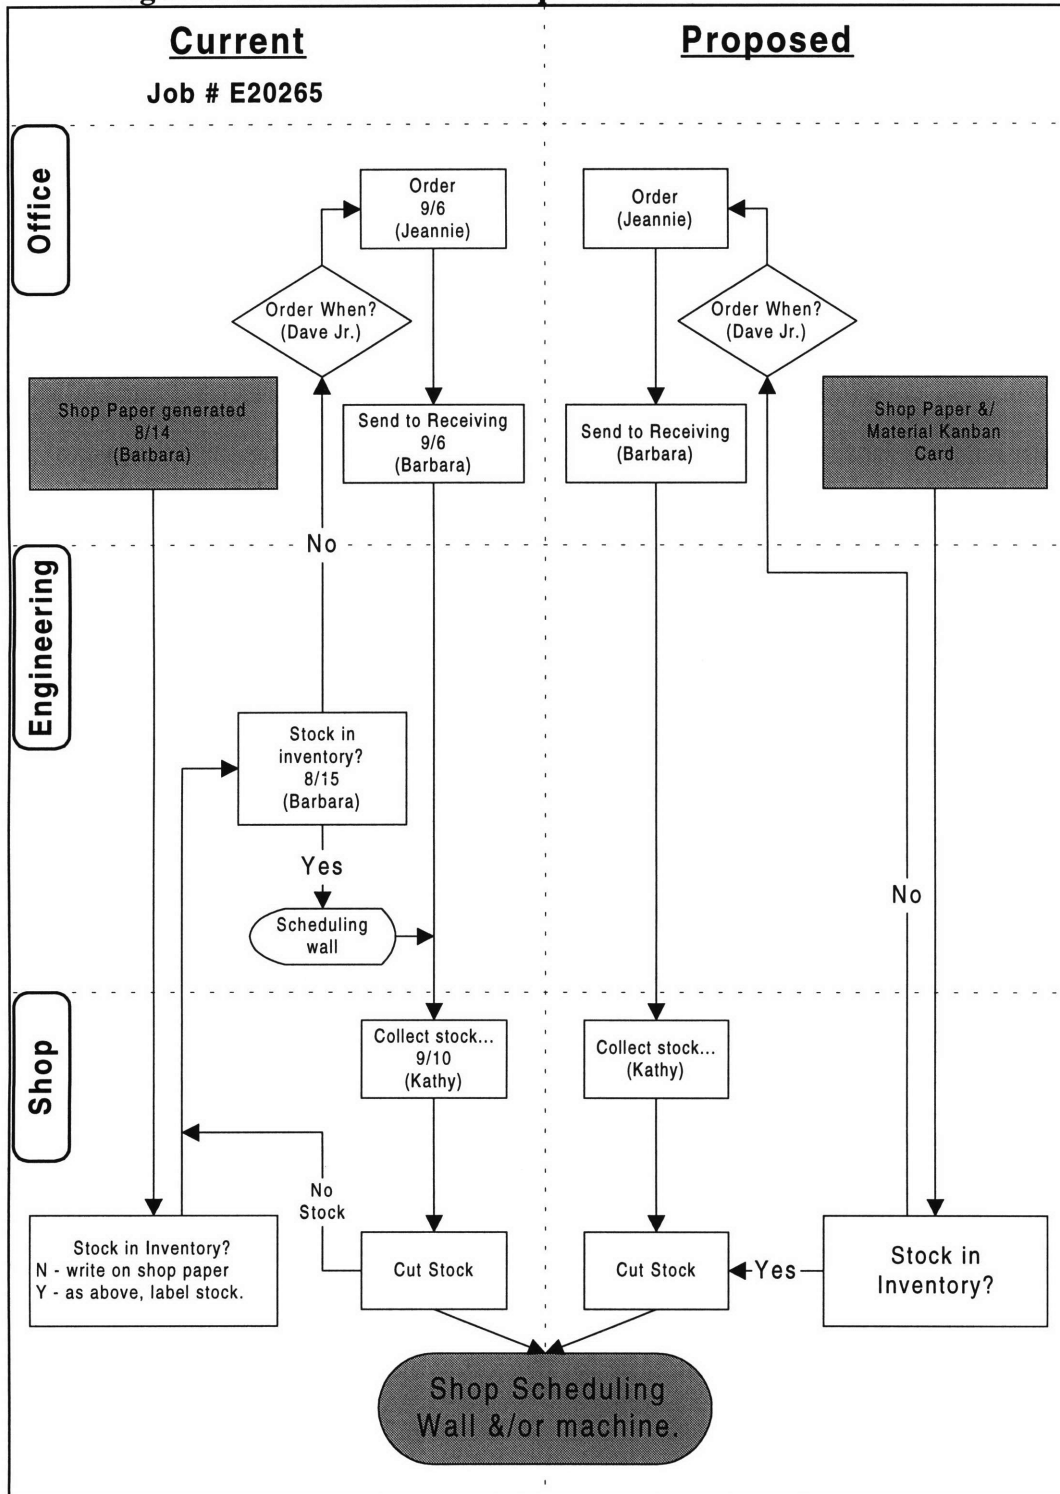 Current
Proposed
Job # E20265
Office
Order
9/6
(Jeannie)
Order
(Jeannie)
Order When?
(Dave Jr.)
Order When?
(Dave Jr.)
Shop Paper generated
8/14
(Barbara)
Send to Receiving
9/6
(Barbara)
Send to Receiving
(Barbara)
Shop Paper &/
Material Kanban
Card
No
Engineering
Stock in
inventory?
8/15
(Barbara)
Yes
Scheduling
wall
No
Shop
Collect stock...
9/10
(Kathy)
Collect stock...
(Kathy)
No
Stock
Stock in Inventory?
N - write on shop paper
Y - as above, label stock.
Cut Stock
Cut Stock
Yes
Stock in
Inventory?
Shop Scheduling
Wall &/or machine.